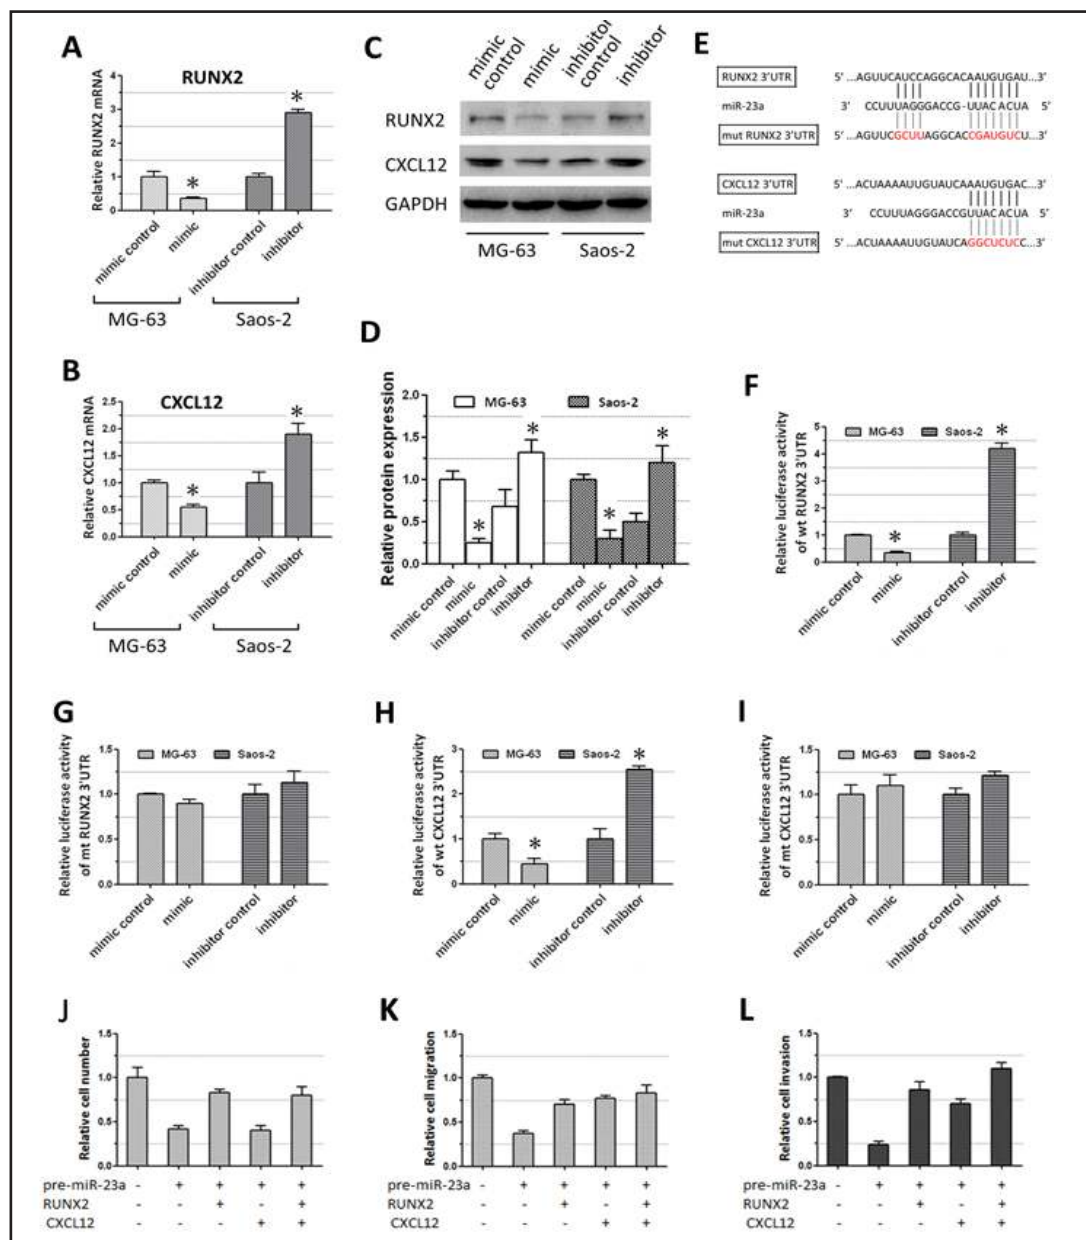 A
RUNX2
Relative RUNX2 mRNA
4
3
2
1
0
*
*
mimic control
mimic
inhibitor control
inhibitor
MG-63
Saos-2
B
CXCL12
Relative CXCL12 mRNA
2.5
2.0
1.5
1.0
0.5
0.0
*
*
mimic control
mimic
inhibitor control
inhibitor
MG-63
Saos-2
C
mimic control
mimic
inhibitor control
inhibitor
RUNX2
CXCL12
GAPDH
MG-63
Saos-2
D
Relative protein expression
2.0
1.5
1.0
0.5
0.0
MG-63
Saos-2
*
*
*
*
mimic control
mimic
inhibitor control
inhibitor
mimic control
mimic
inhibitor control
inhibitor
E
RUNX2 3'UTR 5' ...AGUUCAUCCAGGCACAAUGUGAU...3'
miR-23a 3' CCUUUAGGGACCG-UUACACUA 5'
mut RUNX2 3'UTR 5' ...AGUUCGCUUAGGCACCGAUGUCU...3'
CXCL12 3'UTR 5' ...ACUAAAAUUGUAUCAAAUGUGAC...3'
miR-23a 3' CCUUUAGGGACCGUUACACUA 5'
mut CXCL12 3'UTR 5' ...ACUAAAAUUGUAUCAGGCUCUCC...3'
F
Relative luciferase activity
of wt RUNX2 3'UTR
5
4
3
2
1
0
MG-63
Saos-2
*
*
mimic control
mimic
inhibitor control
inhibitor
G
Relative luciferase activity
of mt RUNX2 3'UTR
1.5
1.0
0.5
0.0
MG-63
Saos-2
mimic control
mimic
inhibitor control
inhibitor
H
Relative luciferase activity
of wt CXCL12 3'UTR
3
2
1
0
MG-63
Saos-2
*
*
mimic control
mimic
inhibitor control
inhibitor
I
Relative luciferase activity
of mt CXCL12 3'UTR
1.5
1.0
0.5
0.0
MG-63
Saos-2
mimic control
mimic
inhibitor control
inhibitor
J
Relative cell number
1.5
1.0
0.5
0.0
pre-miR-23a - + + + +
RUNX2 - - + - +
CXCL12 - - - + +
K
Relative cell migration
1.5
1.0
0.5
0.0
pre-miR-23a - + + + +
RUNX2 - - + - +
CXCL12 - - - + +
L
Relative cell invasion
1.5
1.0
0.5
0.0
pre-miR-23a - + + + +
RUNX2 - - + - +
CXCL12 - - - + +